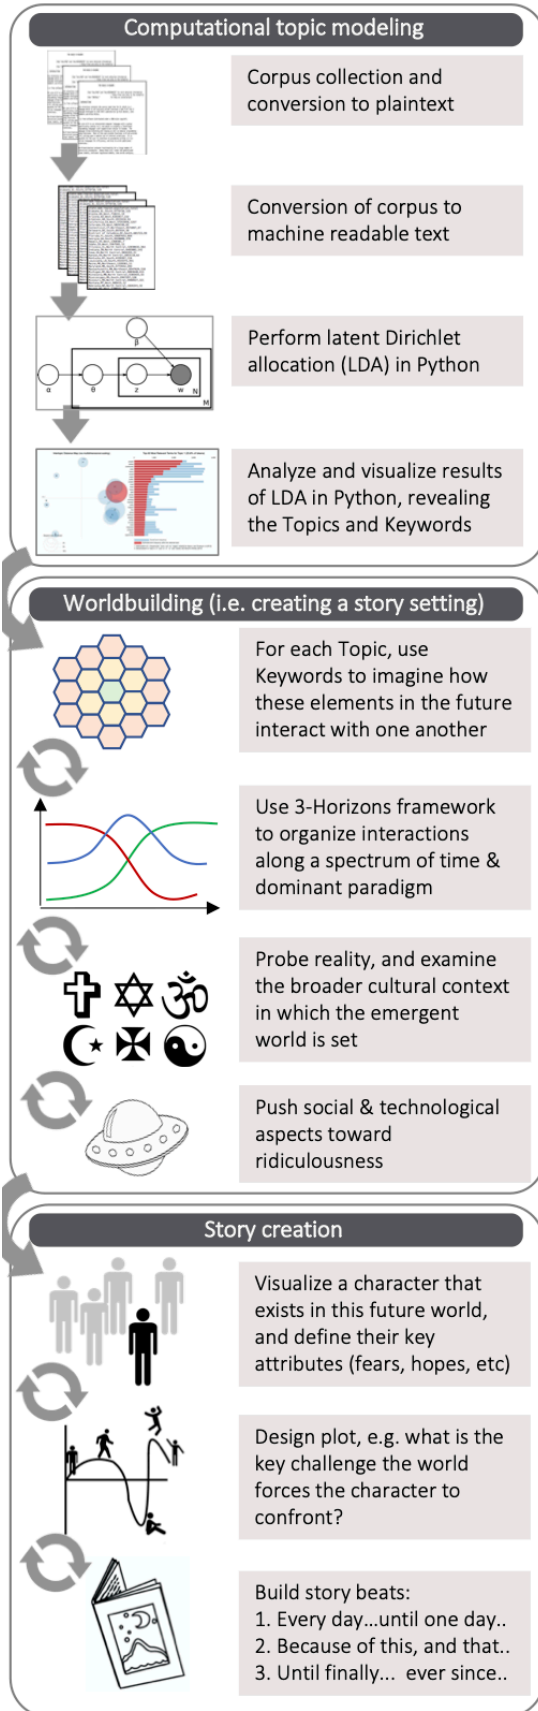 Computational topic modeling
Corpus collection and
conversion to plaintext
Conversion of corpus to
machine readable text
β
α
θ
z
w
N
M
Perform latent Dirichlet
allocation (LDA) in Python
Analyze and visualize results
of LDA in Python, revealing
the Topics and Keywords
Worldbuilding (i.e. creating a story setting)
For each Topic, use
Keywords to imagine how
these elements in the future
interact with one another
Use 3-Horizons framework
to organize interactions
along a spectrum of time &
dominant paradigm
Probe reality, and examine
the broader cultural context
in which the emergent
world is set
Push social & technological
aspects toward
ridiculousness
Story creation
Visualize a character that
exists in this future world,
and define their key
attributes (fears, hopes, etc)
Design plot, e.g. what is the
key challenge the world
forces the character to
confront?
Build story beats:
1. Every day...until one day..
2. Because of this, and that..
3. Until finally... ever since..